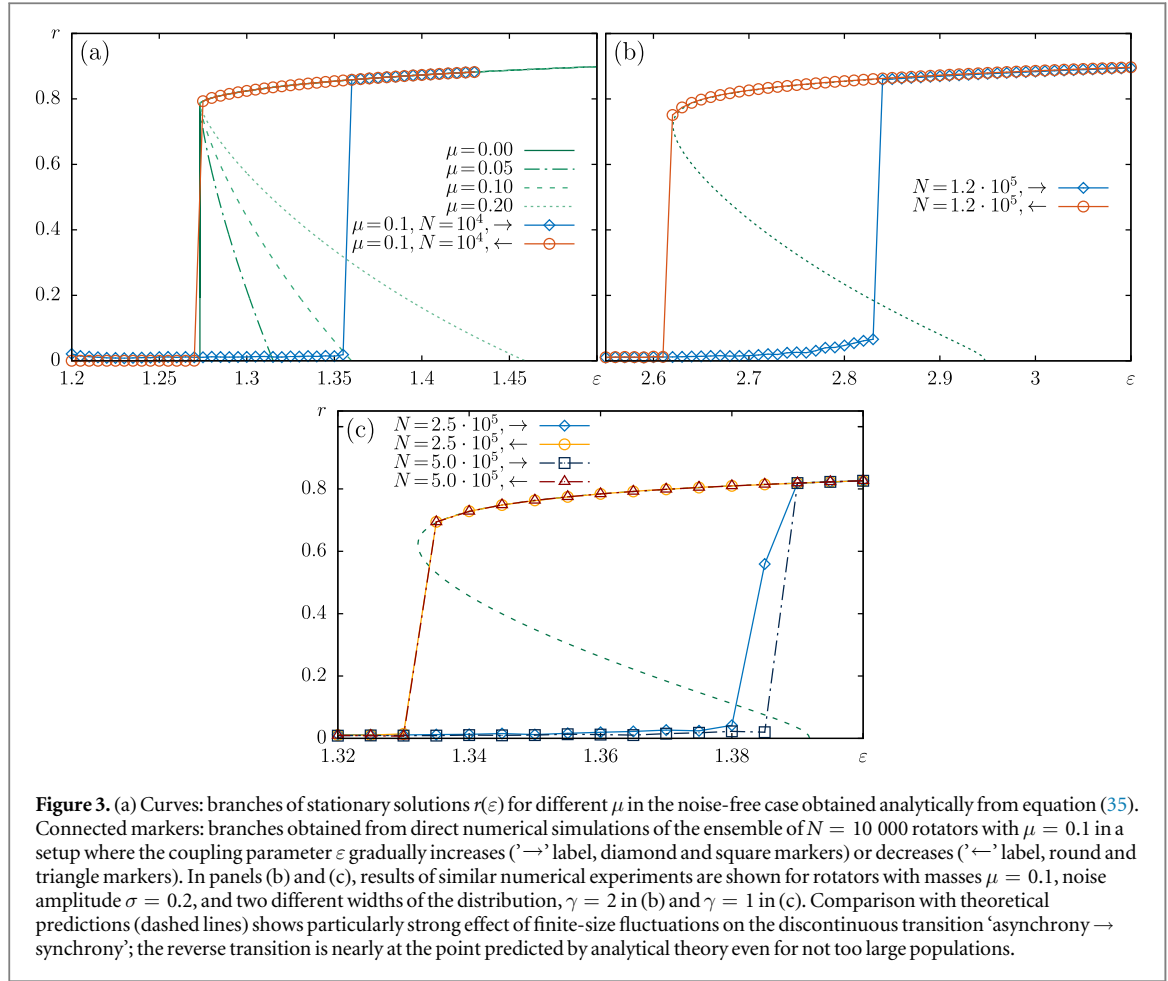 r
(a)
0.8
0.6
0.4
0.2
0
1.2
1.25
1.3
1.35
1.4
1.45
ε
μ=0.00
μ=0.05
μ=0.10
μ=0.20
μ=0.1, N=10⁴, →
μ=0.1, N=10⁴, ←
(b)
N=1.2·10⁵, →
N=1.2·10⁵, ←
2.6
2.7
2.8
2.9
3
ε
r
(c)
N=2.5·10⁵, →
N=2.5·10⁵, ←
N=5.0·10⁵, →
N=5.0·10⁵, ←
0.8
0.6
0.4
0.2
0
1.32
1.34
1.36
1.38
ε
Figure 3. (a) Curves: branches of stationary solutions r(ε) for different μ in the noise-free case obtained analytically from equation (35).
Connected markers: branches obtained from direct numerical simulations of the ensemble of N = 10 000 rotators with μ = 0.1 in a
setup where the coupling parameter ε gradually increases ('→' label, diamond and square markers) or decreases ('←' label, round and
triangle markers). In panels (b) and (c), results of similar numerical experiments are shown for rotators with masses μ = 0.1, noise
amplitude σ = 0.2, and two different widths of the distribution, γ = 2 in (b) and γ = 1 in (c). Comparison with theoretical
predictions (dashed lines) shows particularly strong effect of finite-size fluctuations on the discontinuous transition 'asynchrony →
synchrony'; the reverse transition is nearly at the point predicted by analytical theory even for not too large populations.